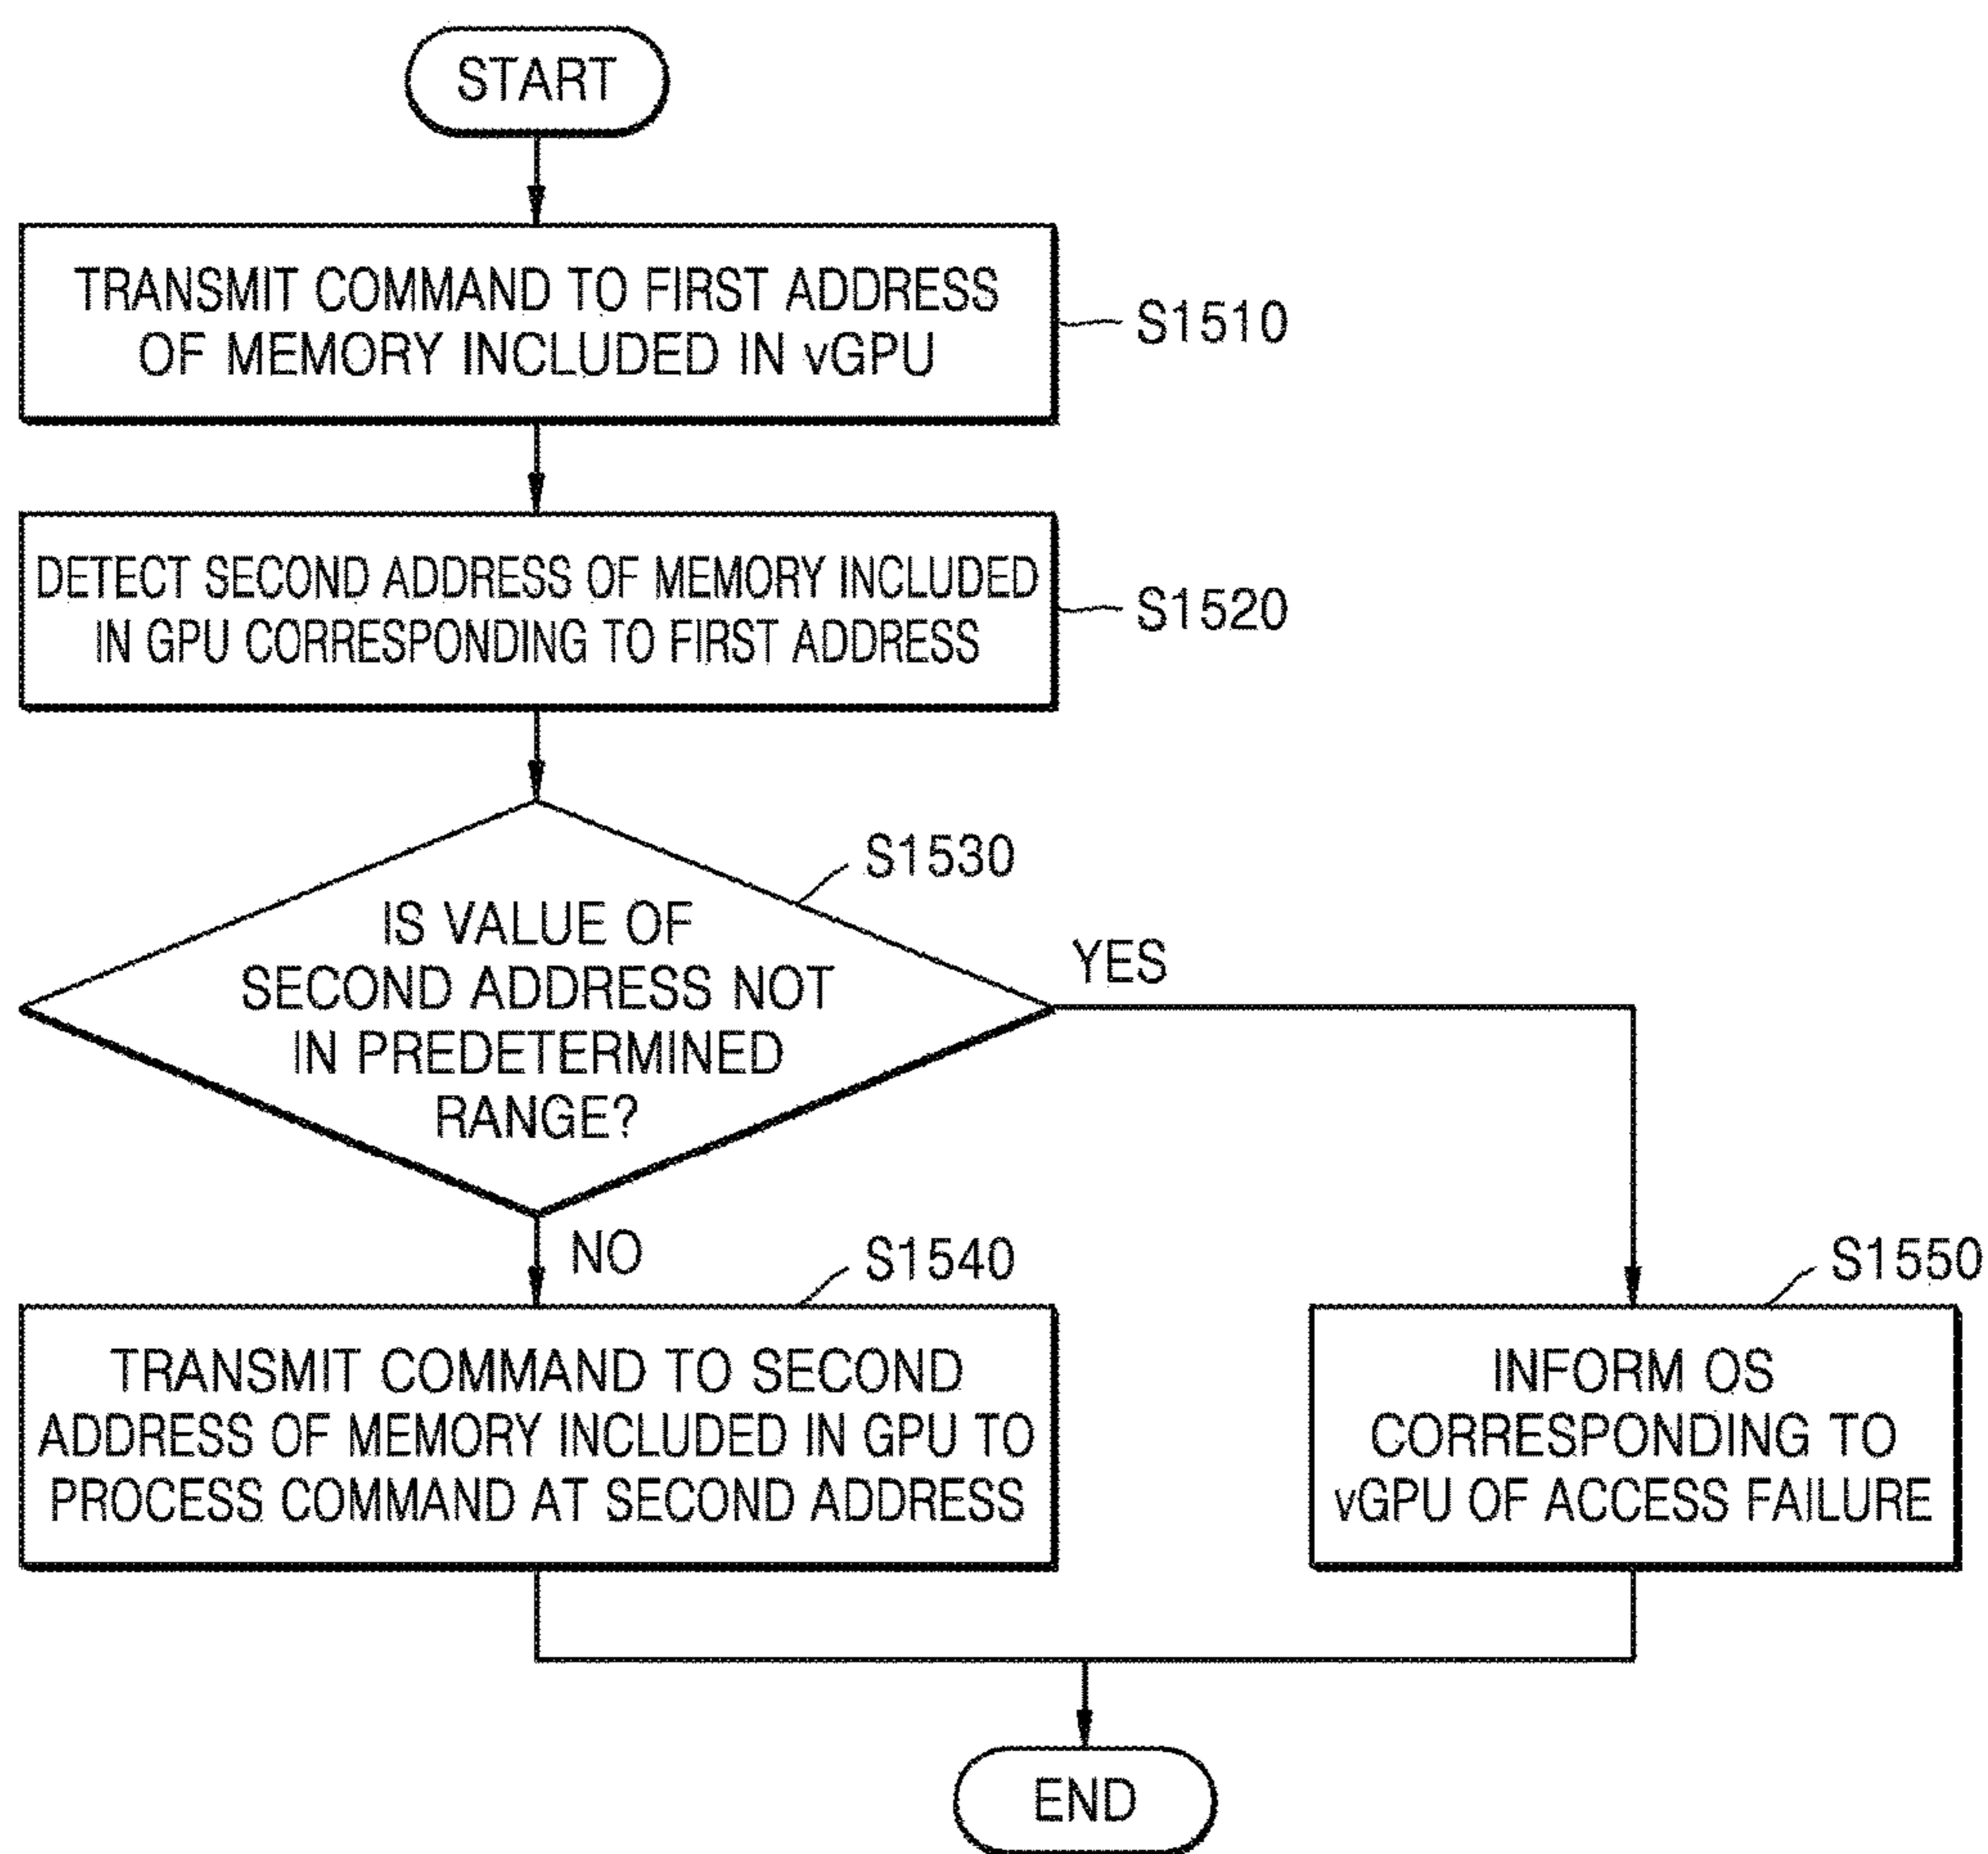 START
TRANSMIT COMMAND TO FIRST ADDRESS
OF MEMORY INCLUDED IN vGPU
S1510
DETECT SECOND ADDRESS OF MEMORY INCLUDED
IN GPU CORRESPONDING TO FIRST ADDRESS
S1520
S1530
IS VALUE OF
SECOND ADDRESS NOT
IN PREDETERMINED
RANGE?
YES
NO
S1540
TRANSMIT COMMAND TO SECOND
ADDRESS OF MEMORY INCLUDED IN GPU TO
PROCESS COMMAND AT SECOND ADDRESS
S1550
INFORM OS
CORRESPONDING TO
vGPU OF ACCESS FAILURE
END